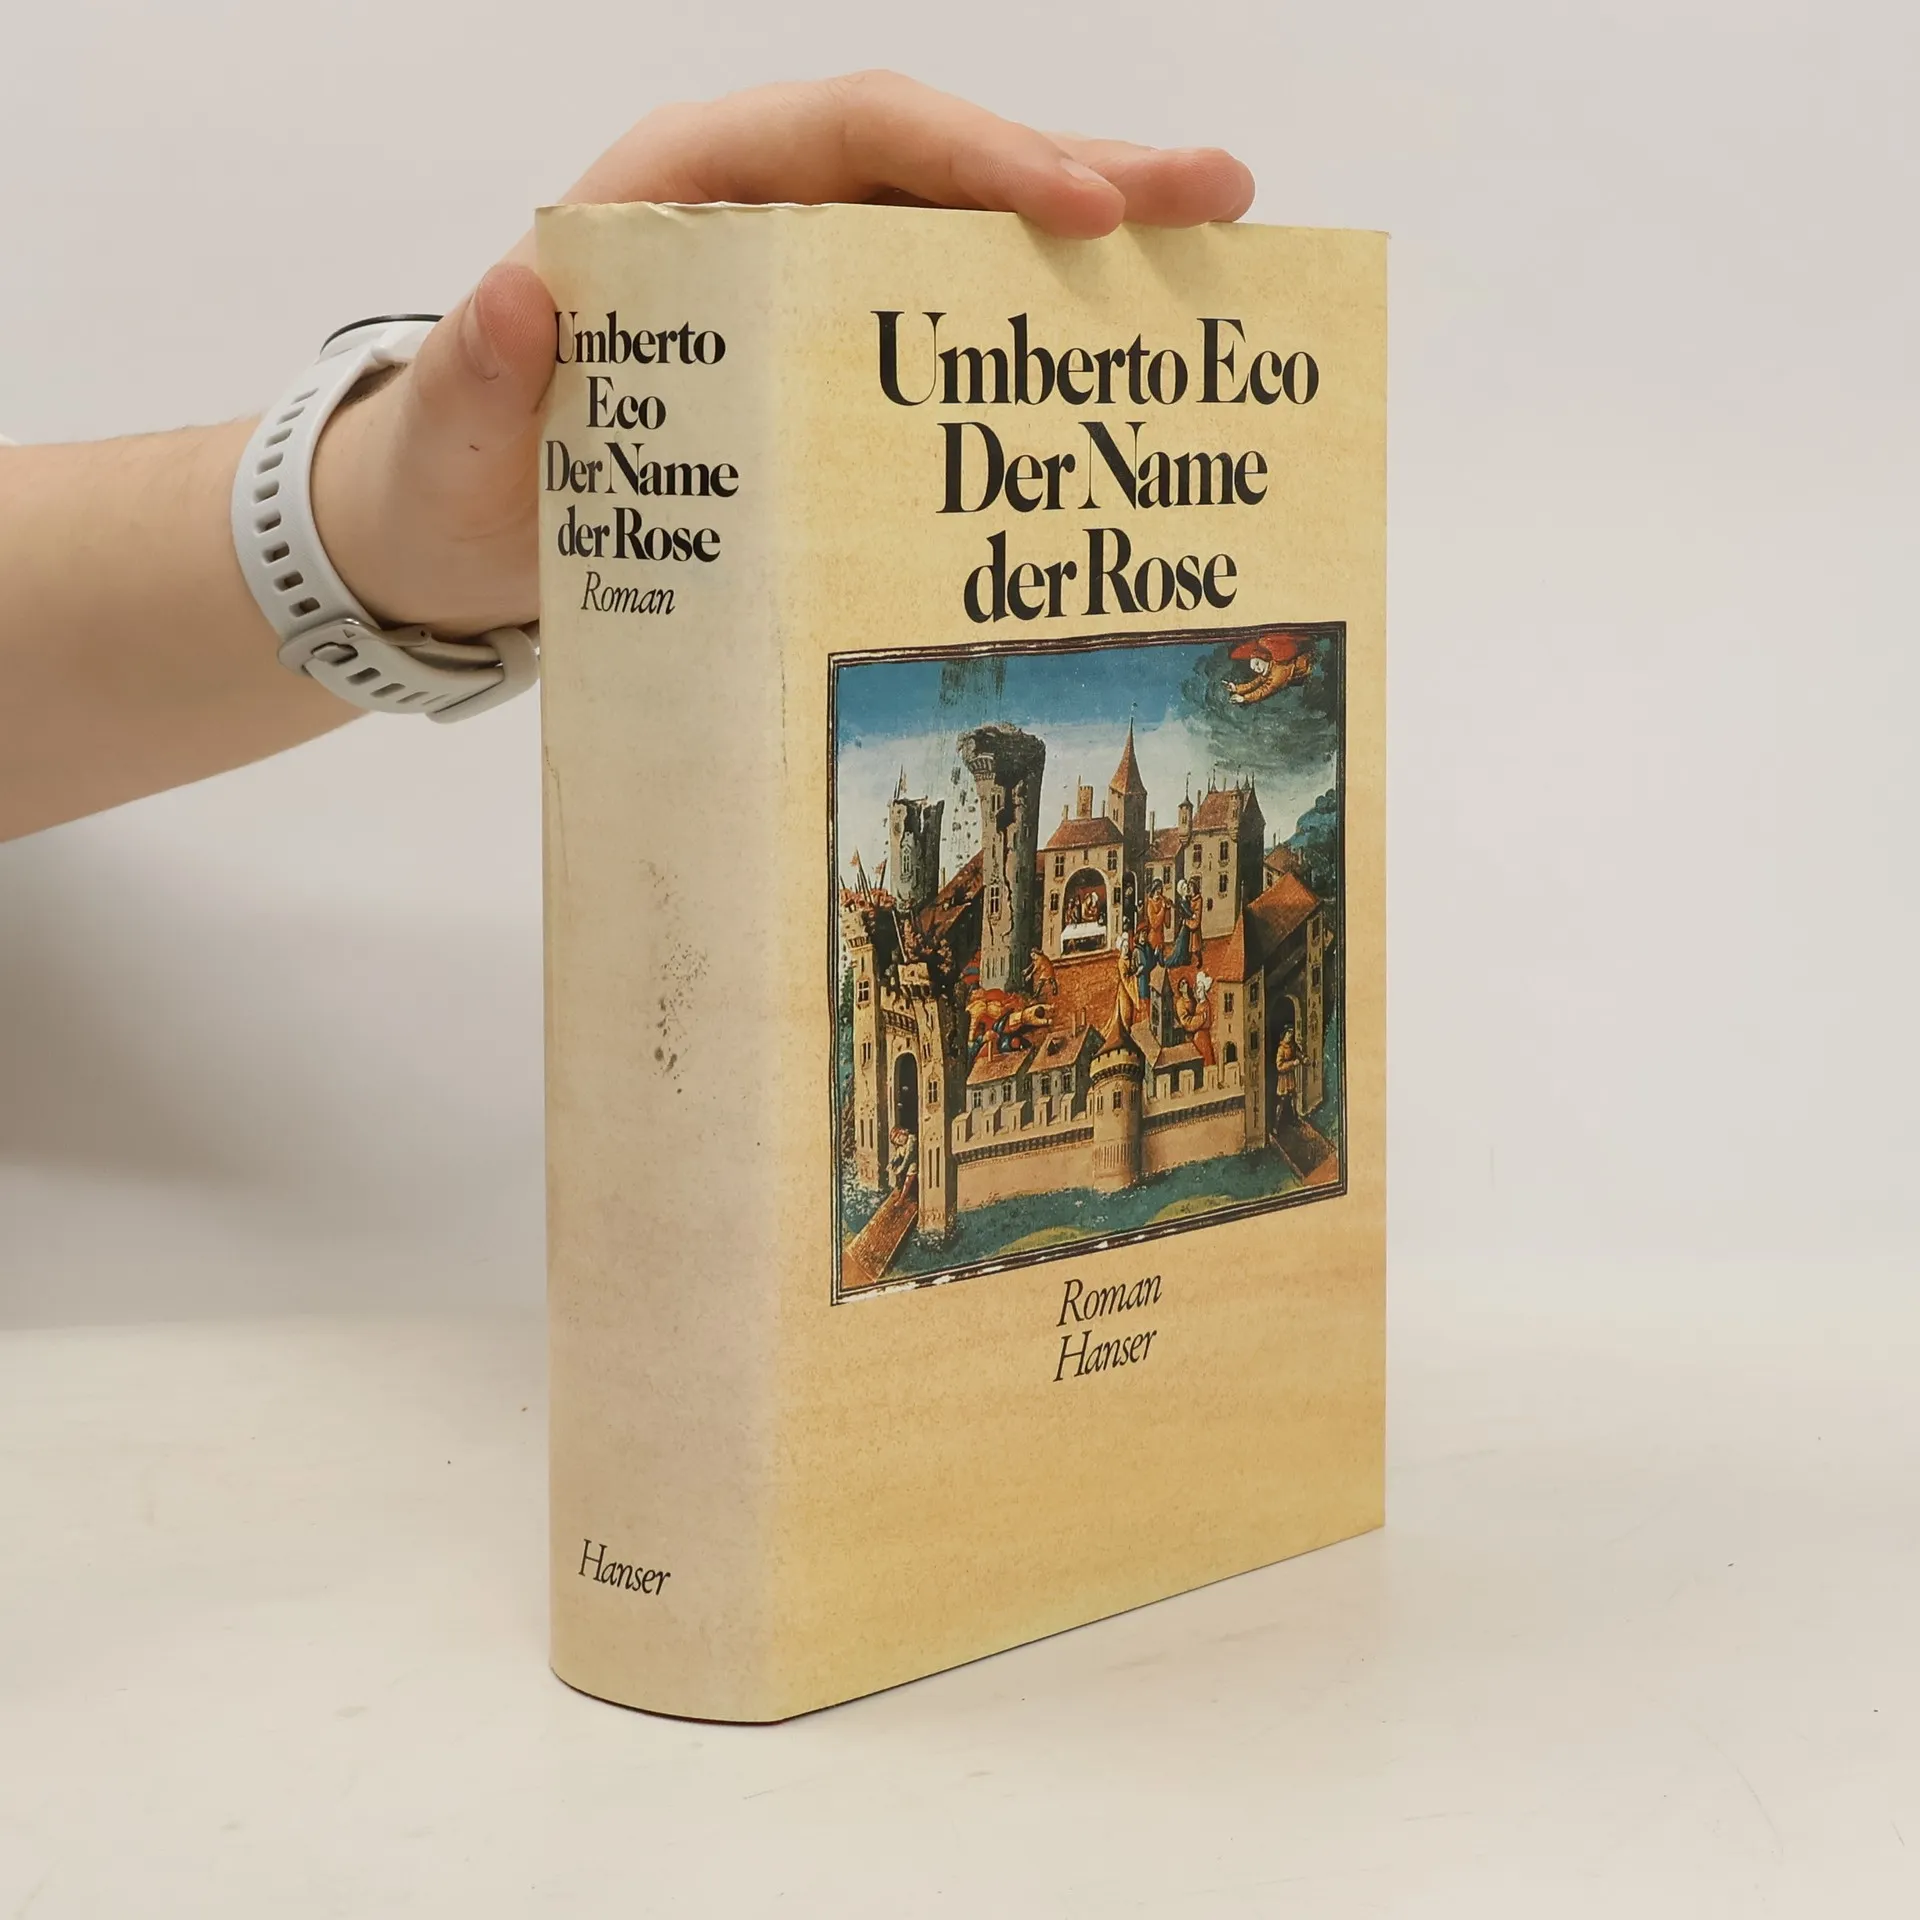 Umberto
Eco
Der Name
der Rose
Roman
Hanser
Umberto Eco
Der Name
der Rose
Roman
Hanser